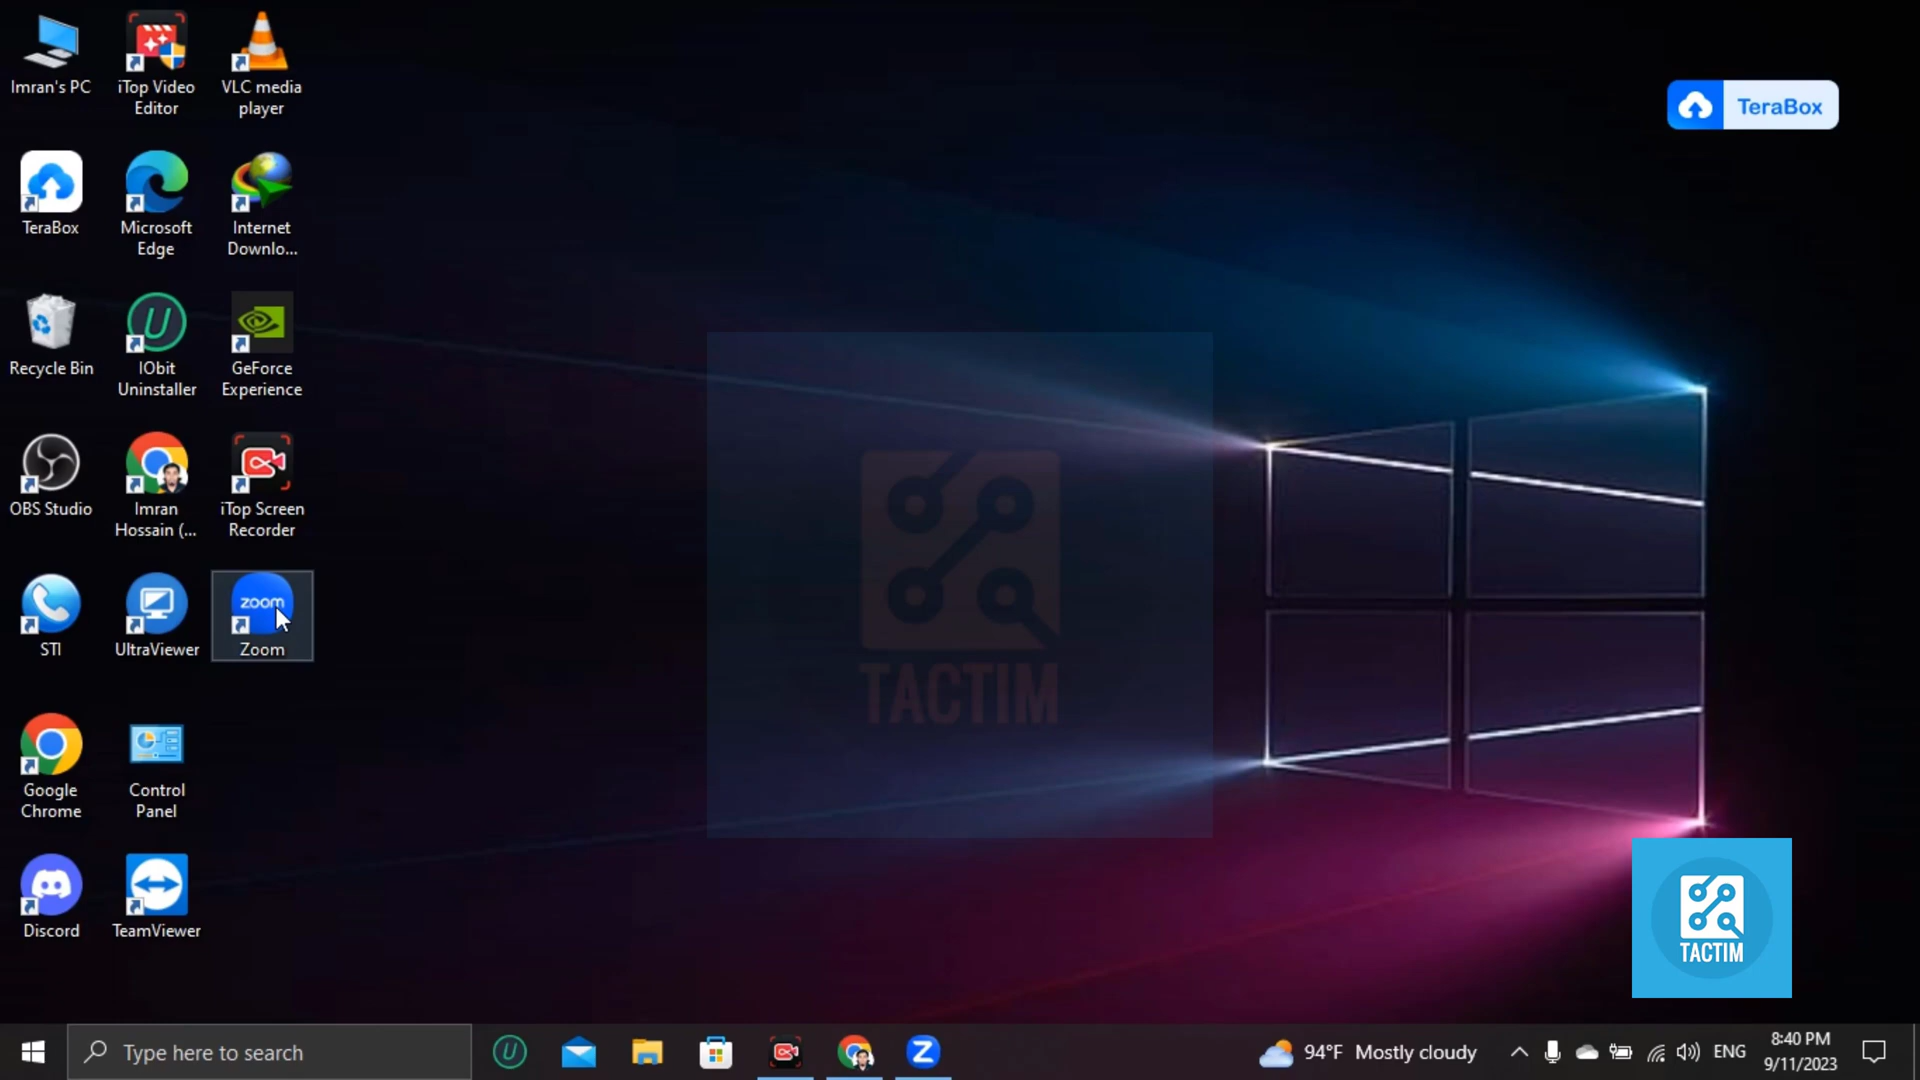 Imran's PC
iTop Video
Editor
VLC media
player
TeraBox
TeraBox
Microsoft
Edge
Internet
Downlo...
Recycle Bin
IObit
Uninstaller
GeForce
Experience
OBS Studio
Imran
Hossain (...
iTop Screen
Recorder
STI
UltraViewer
zoom
Zoom
TACTIM
Google
Chrome
Control
Panel
Discord
TeamViewer
TACTIM
Type here to search
94°F Mostly cloudy
ENG
8:40 PM
9/11/2023